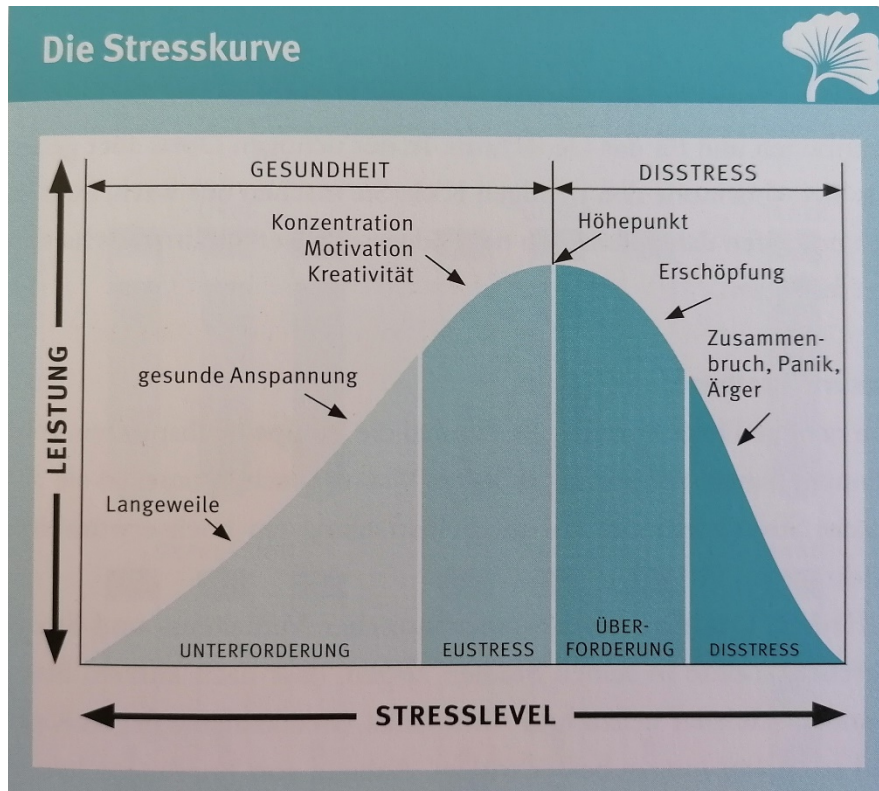 Die Stresskurve
GESUNDHEIT
DISSTRESS
Konzentration
Motivation
Kreativität
Höhepunkt
Erschöpfung
Zusammen-
bruch, Panik,
Ärger
gesunde Anspannung
Langeweile
LEISTUNG
UNTERFORDERUNG
EUSTRESS
ÜBER-
FORDERUNG
DISSTRESS
STRESSLEVEL